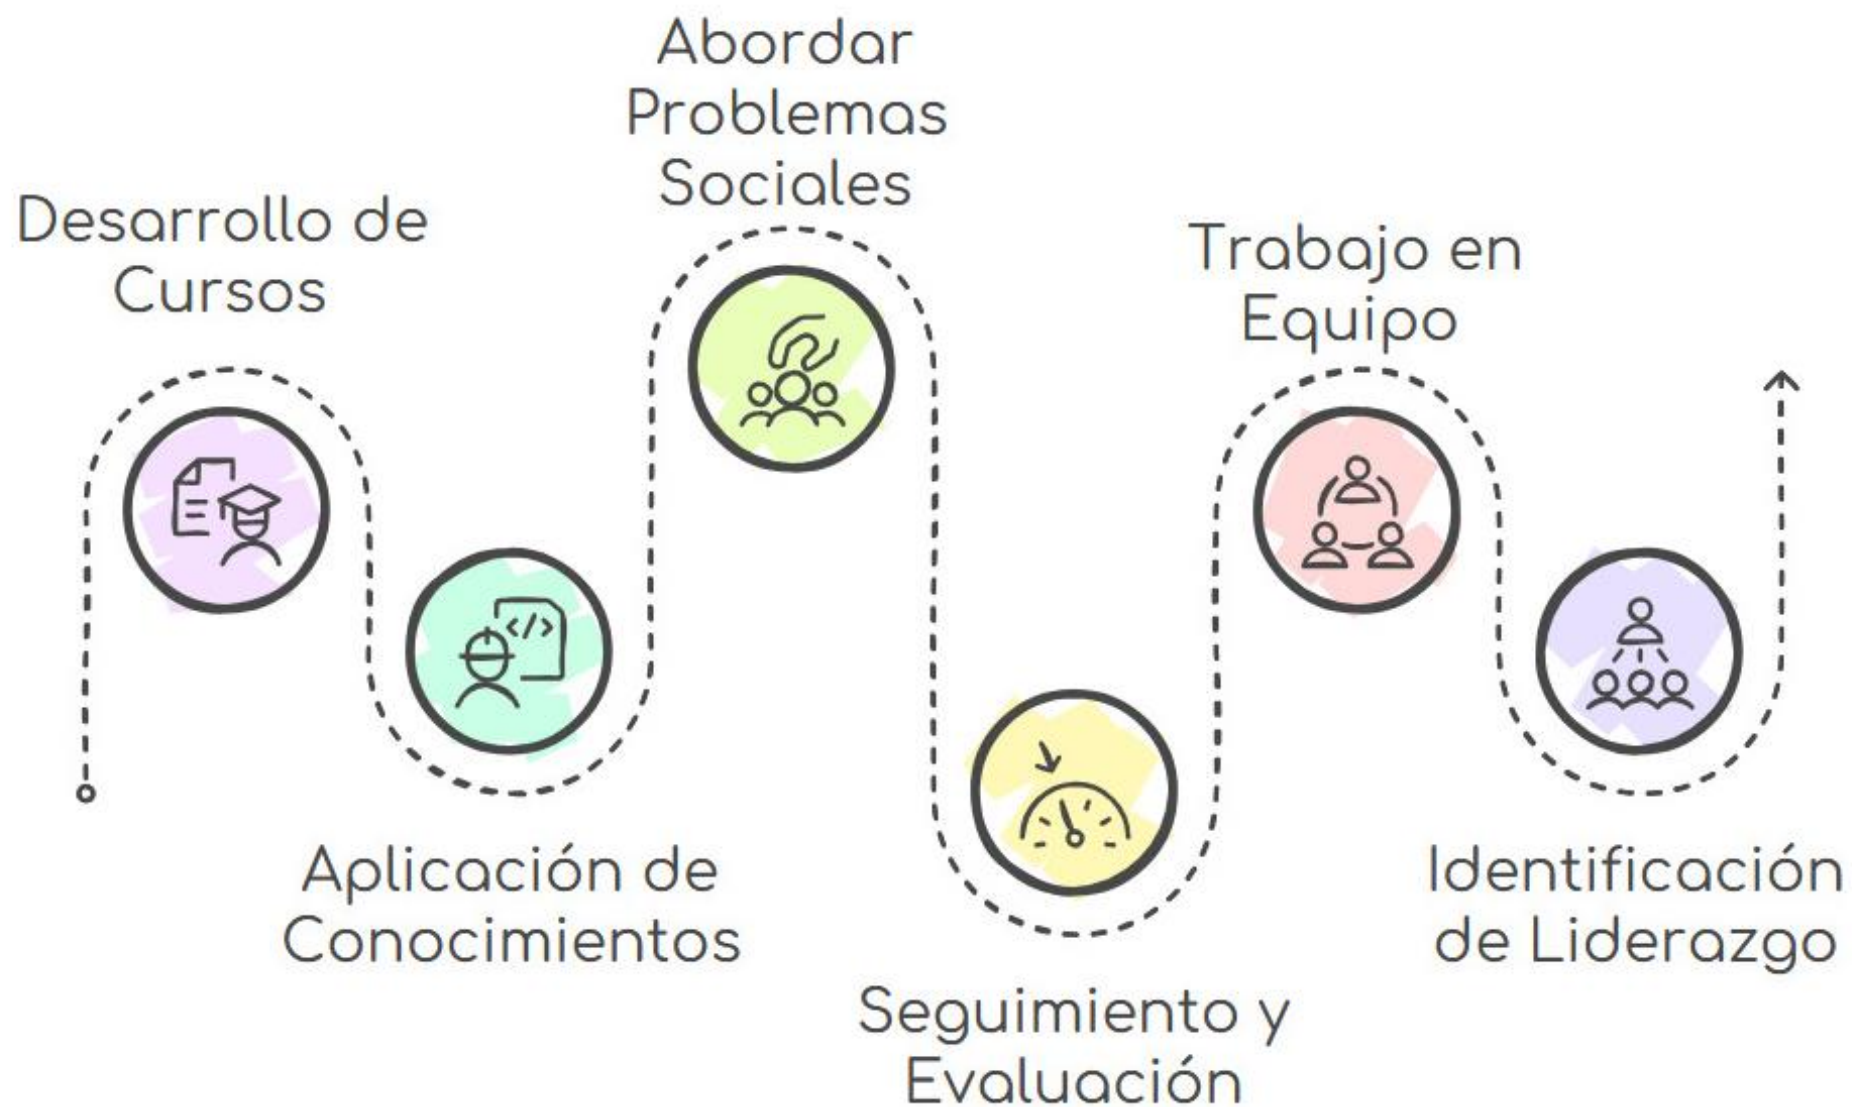 Desarrollo de
Cursos
Aplicación de
Conocimientos
Abordar
Problemas
Sociales
</>
Seguimiento y
Evaluación
Trabajo en
Equipo
Identificación
de Liderazgo